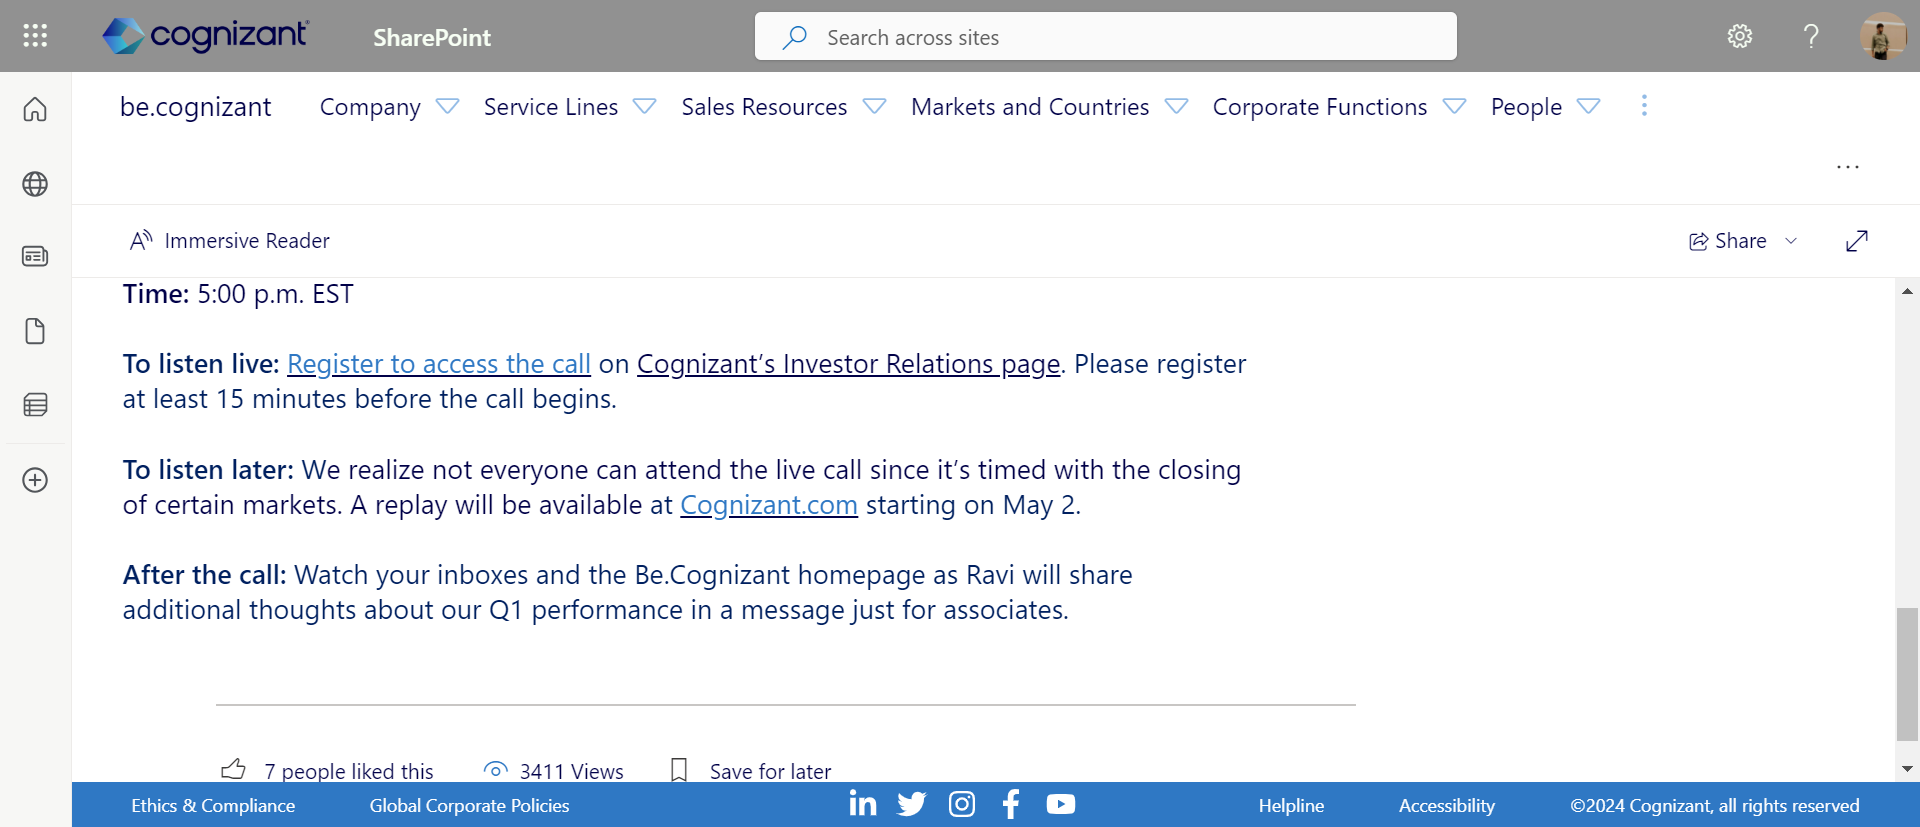 cognizant
SharePoint
Search across sites
be.cognizant
Company
Service Lines
Sales Resources
Markets and Countries
Corporate Functions
People
Immersive Reader
Share
Time: 5:00 p.m. EST
To listen live: Register to access the call on Cognizant’s Investor Relations page. Please register
at least 15 minutes before the call begins.
To listen later: We realize not everyone can attend the live call since it’s timed with the closing
of certain markets. A replay will be available at Cognizant.com starting on May 2.
After the call: Watch your inboxes and the Be.Cognizant homepage as Ravi will share
additional thoughts about our Q1 performance in a message just for associates.
7 people liked this
3411 Views
Save for later
Ethics & Compliance
Global Corporate Policies
Helpline
Accessibility
©2024 Cognizant, all rights reserved